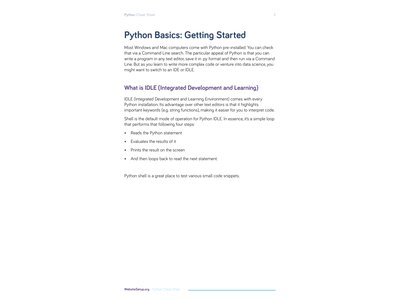 Python Cheat Sheet
Python Basics: Getting Started
Most Windows and Mac computers come with Python pre-installed. You can check
that via a Command Line search. The particular appeal of Python is that you can
write a program in any text editor, save it in .py format and then run via a Command
Line. But as you learn to write more complex code or venture into data science, you
might want to switch to an IDE or IDLE.
What is IDLE (Integrated Development and Learning)
IDLE (Integrated Development and Learning Environment) comes with every
Python installation. Its advantage over other text editors is that it highlights
important keywords (e.g. string functions), making it easier for you to interpret code.
Shell is the default mode of operation for Python IDLE. In essence, it's a simple loop
that performs that following four steps:
• Reads the Python statement
• Evaluates the results of it
• Prints the result on the screen
• And then loops back to read the next statement.
Python shell is a great place to test various small code snippets.
WebsiteSetup.org - Python Cheat Sheet